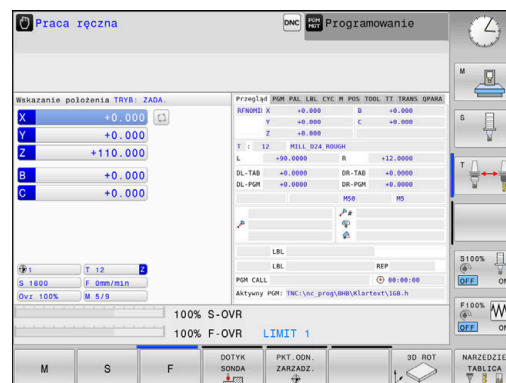 Praca ręczna
DNC
PGM MGT
Programowanie
Wskazanie położenia TRYB: ZADA.
X +0.000
Y +0.000
Z +110.000
B +0.000
C +0.000
1 T 12 Z
S 1800 F 0mm/min
Ovr 100% M 5/9
Przegląd PGM PAL LBL CYC M POS TOOL TT TRANS QPARA
RFNOMI X +0.000 B +0.000
Y +0.000 C +0.000
Z +0.000
T : 12 MILL_D24_ROUGH
L +90.0000 R +12.0000
DL-TAB +0.0000 DR-TAB +0.0000
DL-PGM +0.0000 DR-PGM +0.0000
M50 M5
P#
LBL
LBL REP
PGM CALL 00:00:00
Aktywny PGM: TNC:\nc_prog\BHB\Klartext\1GB.h
100% S-OVR
100% F-OVR LIMIT 1
M
S
F
DOTYK SONDA
PKT.ODN. ZARZADZ.
3D ROT
NARZEDZIE TABLICA
M
S
T
S100%
OFF ON
F100%
OFF ON